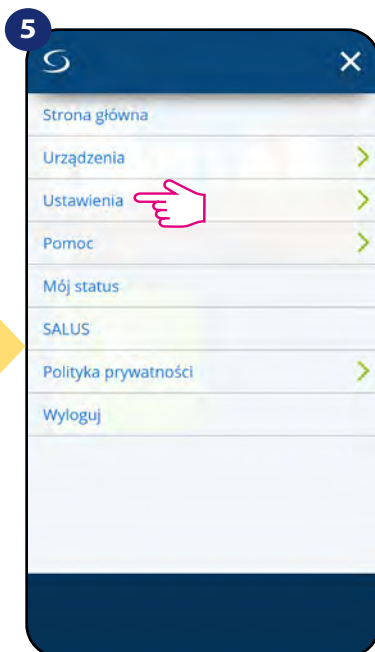 5
Strona główna
Urządzenia
Ustawienia
Pomoc
Mój status
SALUS
Polityka prywatności
Wyloguj